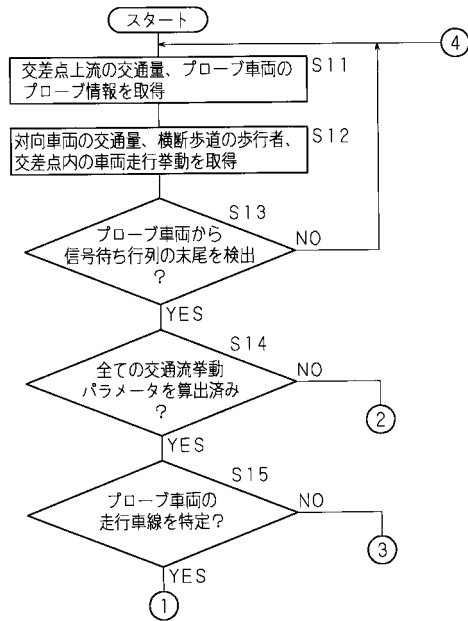 スタート
④
交差点上流の交通量、プローブ車両の
プローブ情報を取得
S11
対向車両の交通量、横断歩道の歩行者、
交差点内の車両走行挙動を取得
S12
S13
プローブ車両から
信号待ち行列の末尾を検出
?
NO
YES
S14
全ての交通流挙動
パラメータを算出済み
?
NO
②
YES
S15
プローブ車両の
走行車線を特定?
NO
③
YES
①